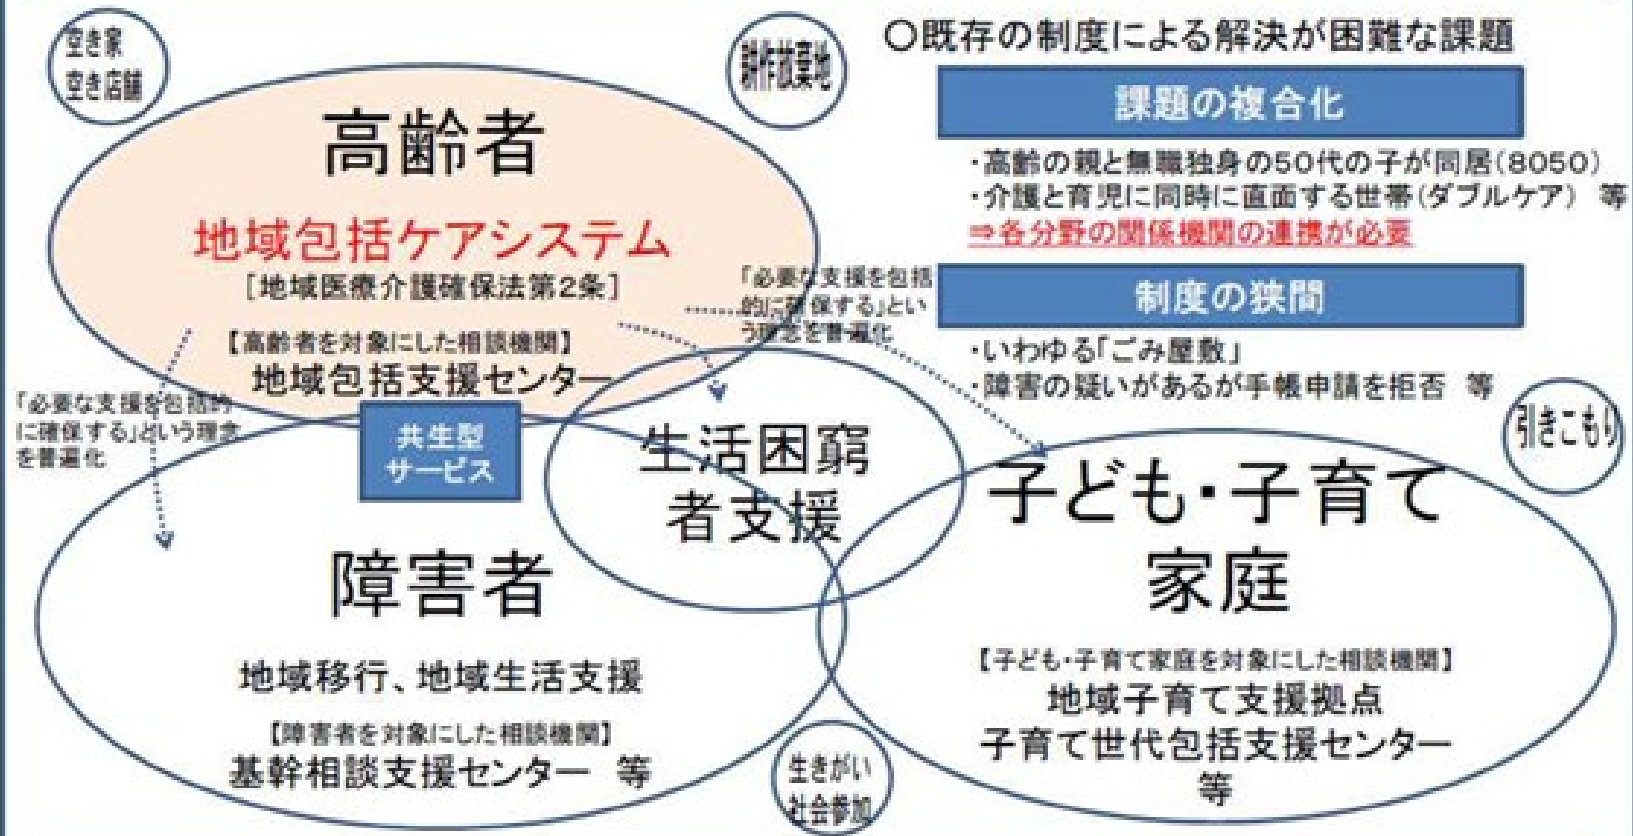 空き家
空き店舗
耕作放棄地
〇既存の制度による解決が困難な課題
課題の複合化
・高齢の親と無職独身の50代の子が同居(8050)
・介護と育児に同時に直面する世帯(ダブルケア) 等
⇒各分野の関係機関の連携が必要
制度の狭間
・いわゆる「ごみ屋敷」
・障害の疑いがあるが手帳申請を拒否 等
引きこもり
高齢者
地域包括ケアシステム
[地域医療介護確保法第2条]
【高齢者を対象にした相談機関】
地域包括支援センター
「必要な支援を包括
的に確保する」とい
う理念を普遍化
「必要な支援を包括的
に確保する」という理念
を普遍化
共生型
サービス
生活困窮
者支援
障害者
地域移行、地域生活支援
【障害者を対象にした相談機関】
基幹相談支援センター 等
子ども・子育て
家庭
【子ども・子育て家庭を対象にした相談機関】
地域子育て支援拠点
子育て世代包括支援センター
等
生きがい
社会参加